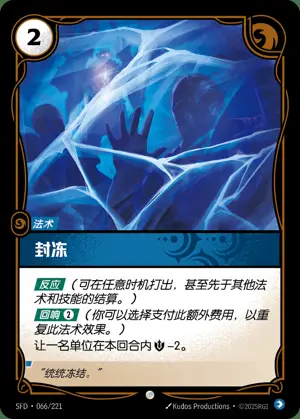 2
法术
封冻
反应（可在任意时机打出，甚至先于其他法
术和技能的结算。）
回响 2（你可以选择支付此额外费用，以重
复此法术效果。）
让一名单位在本回合内 -2。
“统统冻结。”
SFD • 066/221
Kudos Productions • ©2025RGI